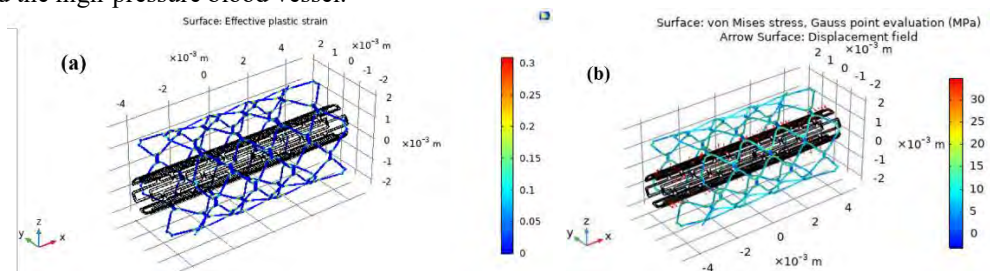 d the high-pressure blood vessel.
Surface: Effective plastic strain
(a)
×10⁻³ m
-4
-2
0
2
4
×10⁻³ m
2
1
0
-1
-2
2
1
0
-1
-2
×10⁻³ m
z
y
x
0.3
0.25
0.2
0.15
0.1
0.05
0
Surface: von Mises stress, Gauss point evaluation (MPa)
Arrow Surface: Displacement field
(b)
2
1
×10⁻³ m
0
-1
-2
2
1
0
-1
-2
×10⁻³ m
4
2
0
-2
-4
×10⁻³ m
z
y
x
30
25
20
15
10
5
0